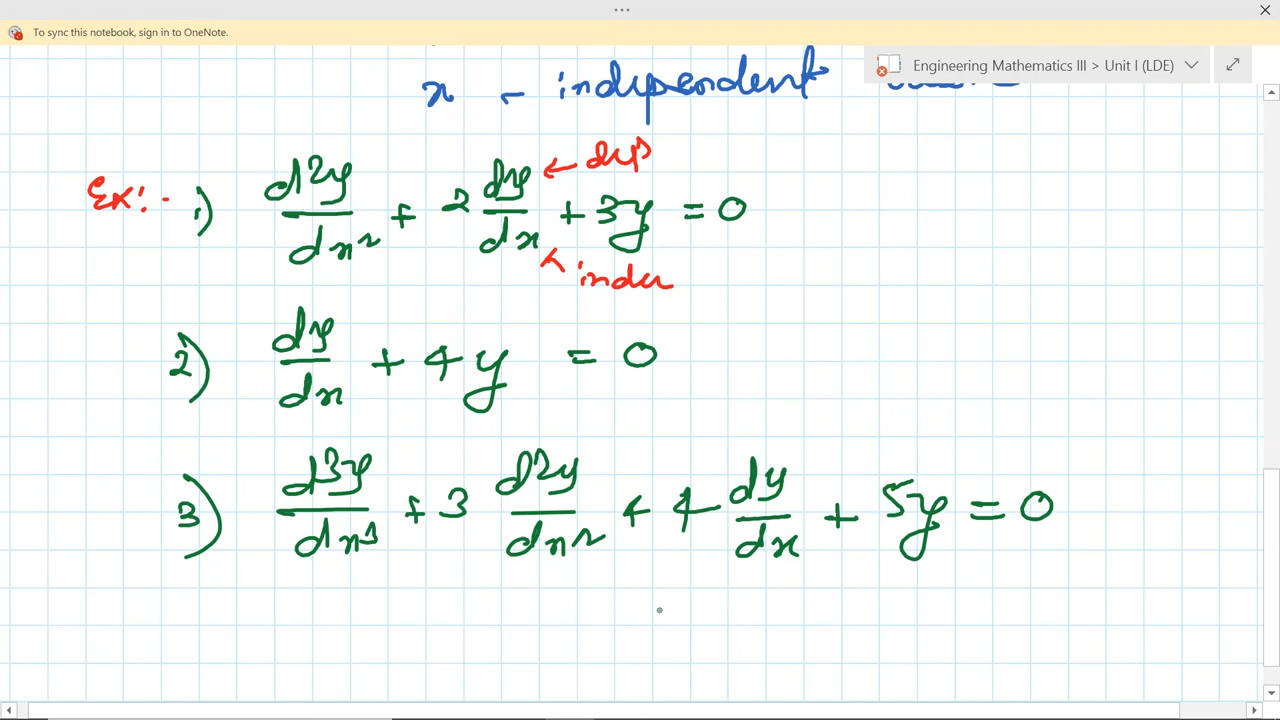 To sync this notebook, sign in to OneNote.
Engineering Mathematics III > Unit I (LDE)
x - independent
Ex:- 1) d²y/dx² + 2 dy/dx + 3y = 0
← dep
← inde
2) dy/dx + 4y = 0
3) d³y/dx³ + 3 d²y/dx² + 4 dy/dx + 5y = 0